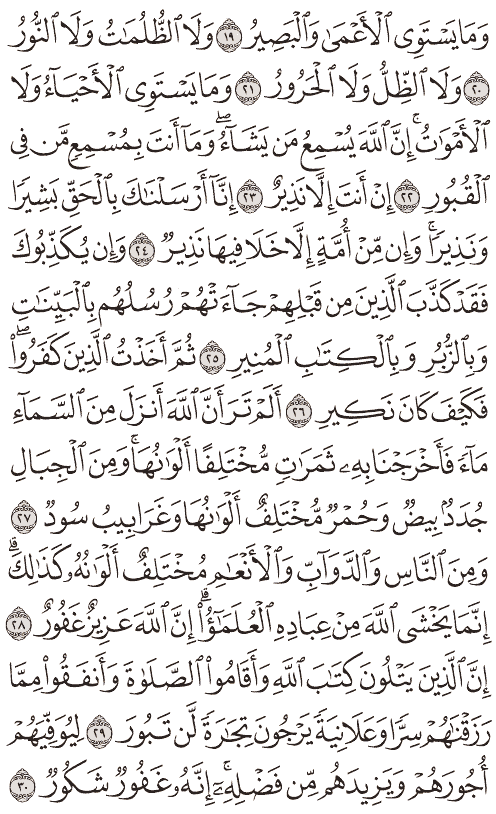 وَمَا يَسْتَوِى ٱلْأَعْمَىٰ وَٱلْبَصِيرُ ١٩ وَلَا ٱلظُّلُمَٰتُ وَلَا ٱلنُّورُ
٢٠ وَلَا ٱلظِّلُّ وَلَا ٱلْحَرُورُ ٢١ وَمَا يَسْتَوِى ٱلْأَحْيَآءُ وَلَا
ٱلْأَمْوَٰتُ ۚ إِنَّ ٱللَّهَ يُسْمِعُ مَن يَشَآءُ ۖ وَمَآ أَنتَ بِمُسْمِعٍ مَّن فِى
ٱلْقُبُورِ ٢٢ إِنْ أَنتَ إِلَّا نَذِيرٌ ٢٣ إِنَّآ أَرْسَلْنَٰكَ بِٱلْحَقِّ بَشِيرًا
وَنَذِيرًا ۚ وَإِن مِّنْ أُمَّةٍ إِلَّا خَلَا فِيهَا نَذِيرٌ ٢٤ وَإِن يُكَذِّبُوكَ
فَقَدْ كَذَّبَ ٱلَّذِينَ مِن قَبْلِهِمْ جَآءَتْهُمْ رُسُلُهُم بِٱلْبَيِّنَٰتِ
وَبِٱلزُّبُرِ وَبِٱلْكِتَٰبِ ٱلْمُنِيرِ ٢٥ ثُمَّ أَخَذْتُ ٱلَّذِينَ كَفَرُوا۟ ۖ
فَكَيْفَ كَانَ نَكِيرِ ٢٦ أَلَمْ تَرَ أَنَّ ٱللَّهَ أَنزَلَ مِنَ ٱلسَّمَآءِ
مَآءً فَأَخْرَجْنَا بِهِۦ ثَمَرَٰتٍ مُّخْتَلِفًا أَلْوَٰنُهَا ۚ وَمِنَ ٱلْجِبَالِ
جُدَدٌۢ بِيضٌ وَحُمْرٌ مُّخْتَلِفٌ أَلْوَٰنُهَا وَغَرَابِيبُ سُودٌ ٢٧
وَمِنَ ٱلنَّاسِ وَٱلدَّوَآبِّ وَٱلْأَنْعَٰمِ مُخْتَلِفٌ أَلْوَٰنُهُۥ كَذَٰلِكَ ۗ
إِنَّمَا يَخْشَى ٱللَّهَ مِنْ عِبَادِهِ ٱلْعُلَمَٰٓؤُا۟ ۗ إِنَّ ٱللَّهَ عَزِيزٌ غَفُورٌ ٢٨
إِنَّ ٱلَّذِينَ يَتْلُونَ كِتَٰبَ ٱللَّهِ وَأَقَامُوا۟ ٱلصَّلَوٰةَ وَأَنفَقُوا۟ مِمَّا
رَزَقْنَٰهُمْ سِرًّا وَعَلَانِيَةً يَرْجُونَ تِجَٰرَةً لَّن تَبُورَ ٢٩ لِيُوَفِّيَهُمْ
أُجُورَهُمْ وَيَزِيدَهُم مِّن فَضْلِهِۦٓ ۚ إِنَّهُۥ غَفُورٌ شَكُورٌ ٣٠